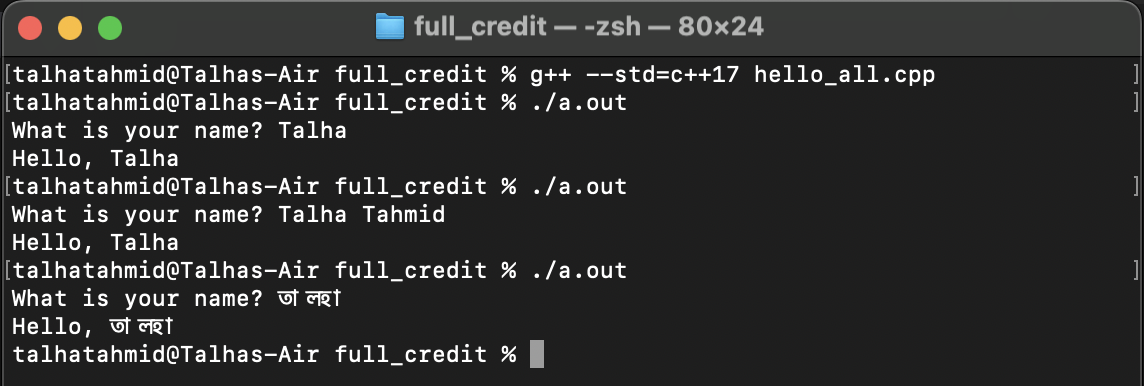 full_credit — -zsh — 80×24
[talhatahmid@Talhas-Air full_credit % g++ --std=c++17 hello_all.cpp ]
[talhatahmid@Talhas-Air full_credit % ./a.out ]
What is your name? Talha
Hello, Talha
[talhatahmid@Talhas-Air full_credit % ./a.out ]
What is your name? Talha Tahmid
Hello, Talha
[talhatahmid@Talhas-Air full_credit % ./a.out ]
What is your name? তালহা
Hello, তালহা
talhatahmid@Talhas-Air full_credit %